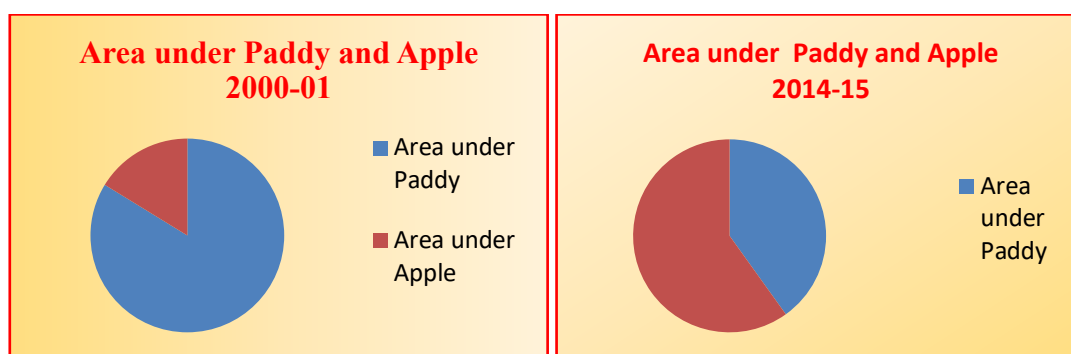 Area under Paddy and Apple
2000-01
Area under
Paddy
Area under
Apple
Area under Paddy and Apple
2014-15
Area
under
Paddy